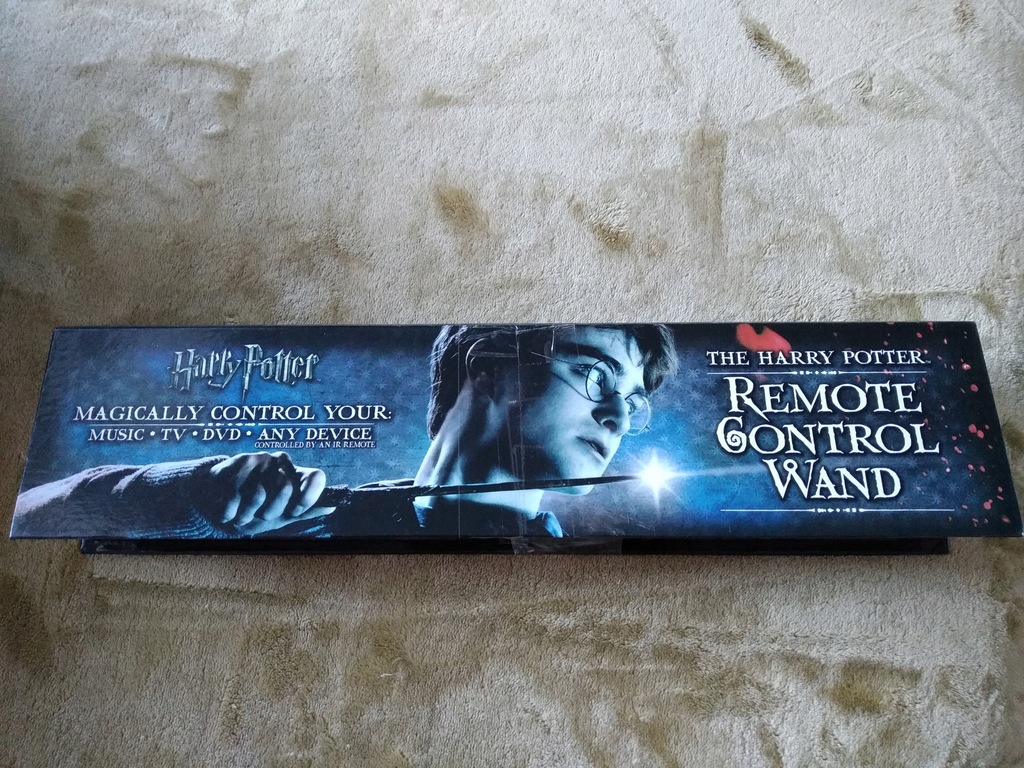 Harry Potter
MAGICALLY CONTROL YOUR:
MUSIC • TV • DVD • ANY DEVICE
CONTROLLED BY AN IR REMOTE
THE HARRY POTTER™
REMOTE
CONTROL
WAND